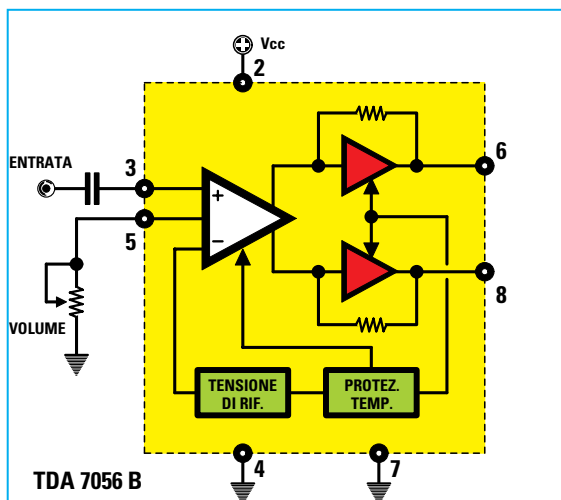 Vcc
2
ENTRATA
3
+
6
5
−
8
VOLUME
TENSIONE
DI RIF.
PROTEZ.
TEMP.
4
7
TDA 7056 B